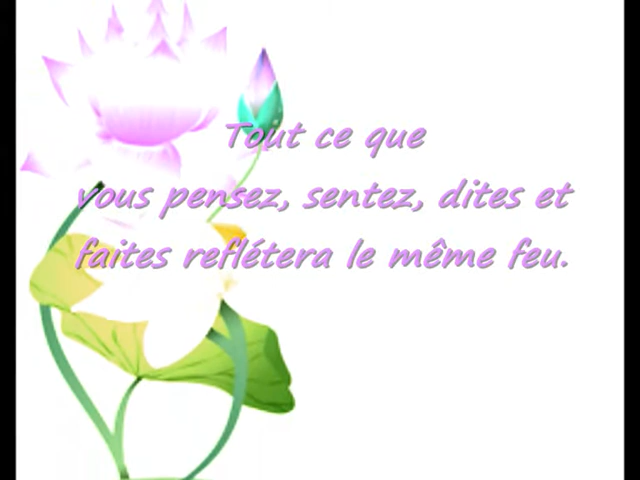 Tout ce que
vous pensez, sentez, dites et
faites reflétera le même feu.